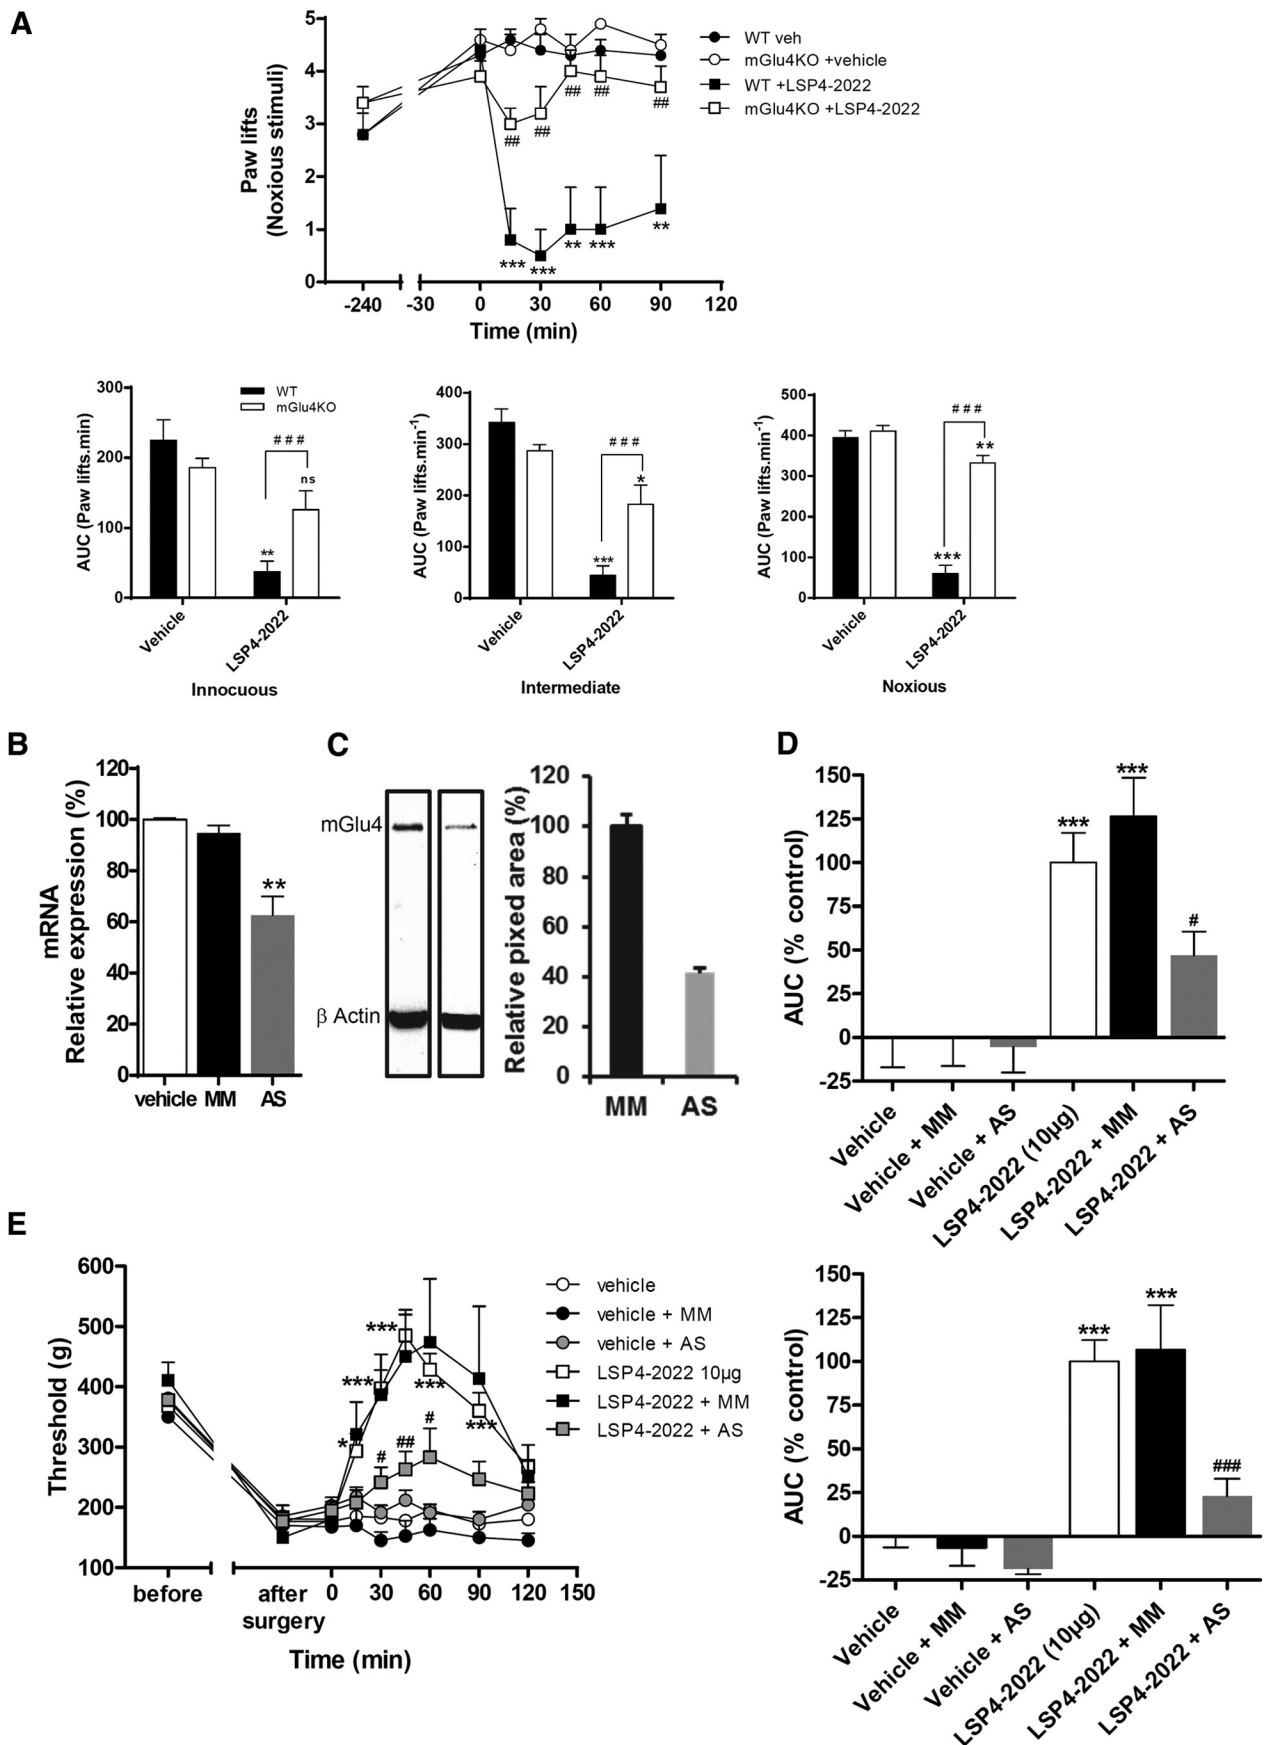 A
Paw lifts
(Noxious stimuli)
5
4
3
2
1
0
-240
-30
0
30
60
90
120
Time (min)
WT veh
mGlu4KO +vehicle
WT +LSP4-2022
mGlu4KO +LSP4-2022
##
##
##
##
##
***
***
**
***
**
AUC (Paw lifts.min)
300
200
100
0
WT
mGlu4KO
###
ns
**
Vehicle
LSP4-2022
Innocuous
AUC (Paw lifts.min-1)
400
300
200
100
0
###
*
***
Vehicle
LSP4-2022
Intermediate
AUC (Paw lifts.min-1)
500
400
300
200
100
0
###
**
***
Vehicle
LSP4-2022
Noxious
B
mRNA
Relative expression (%)
120
100
80
60
40
20
0
**
vehicle MM AS
C
mGlu4
β Actin
Relative pixed area (%)
120
100
80
60
40
20
0
MM AS
D
AUC (% control)
150
125
100
75
50
25
0
-25
***
***
#
Vehicle
Vehicle + MM
Vehicle + AS
LSP4-2022 (10µg)
LSP4-2022 + MM
LSP4-2022 + AS
E
Threshold (g)
600
500
400
300
200
100
*
***
***
***
***
#
##
#
before
after
surgery
0
30
60
90
120
150
Time (min)
vehicle
vehicle + MM
vehicle + AS
LSP4-2022 10µg
LSP4-2022 + MM
LSP4-2022 + AS
AUC (% control)
150
125
100
75
50
25
0
-25
***
***
###
Vehicle
Vehicle + MM
Vehicle + AS
LSP4-2022 (10µg)
LSP4-2022 + MM
LSP4-2022 + AS